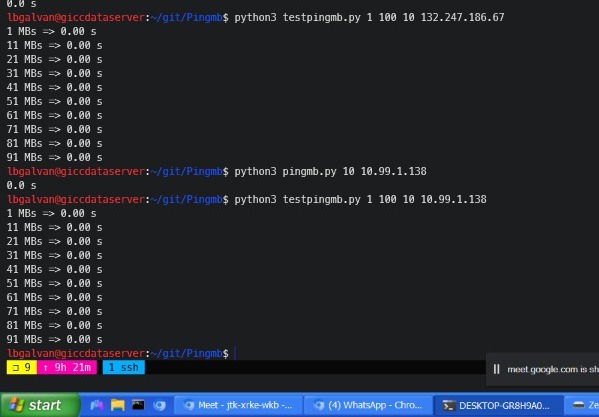 0.0 s
lbgalvan@giccdataserver:~/git/Pingmb$ python3 testpingmb.py 1 100 10 132.247.186.67
1 MBs => 0.00 s
11 MBs => 0.00 s
21 MBs => 0.00 s
31 MBs => 0.00 s
41 MBs => 0.00 s
51 MBs => 0.00 s
61 MBs => 0.00 s
71 MBs => 0.00 s
81 MBs => 0.00 s
91 MBs => 0.00 s
lbgalvan@giccdataserver:~/git/Pingmb$ python3 pingmb.py 10 10.99.1.138
0.0 s
lbgalvan@giccdataserver:~/git/Pingmb$ python3 testpingmb.py 1 100 10 10.99.1.138
1 MBs => 0.00 s
11 MBs => 0.00 s
21 MBs => 0.00 s
31 MBs => 0.00 s
41 MBs => 0.00 s
51 MBs => 0.00 s
61 MBs => 0.00 s
71 MBs => 0.00 s
81 MBs => 0.00 s
91 MBs => 0.00 s
lbgalvan@giccdataserver:~/git/Pingmb$
❐ 9 ↑ 9h 21m 1 ssh
meet.google.com is sh
start Meet - jtk-xrke-wkb -... (4) WhatsApp - Chro... DESKTOP-GR8H9A0... Ze